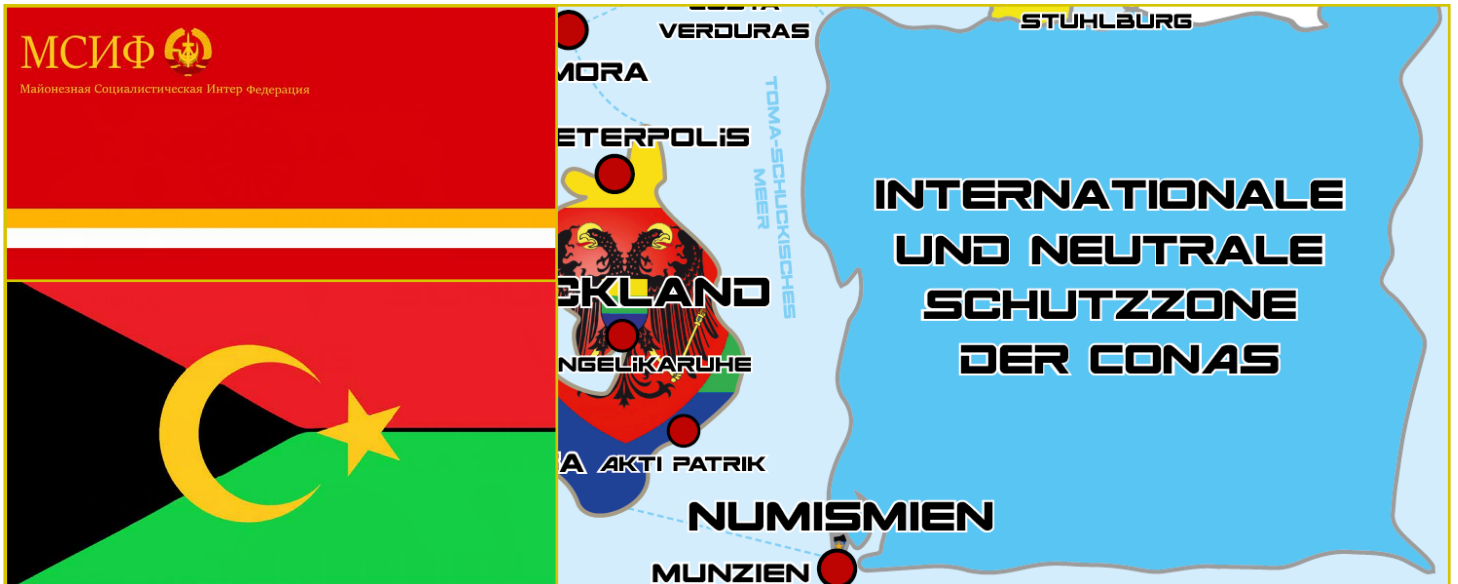 МСИФ
Майонезная Социалистическая Интер Федерация
VERDURAS
STUHLBURG
MORA
ETERPOLIS
TOMA-SCHUCKISCHES
MEER
INTERNATIONALE
UND NEUTRALE
SCHUTZZONE
DER CONAS
CKLAND
NGELIKARUHE
A AKTI PATRIK
NUMISMIEN
MUNZIEN